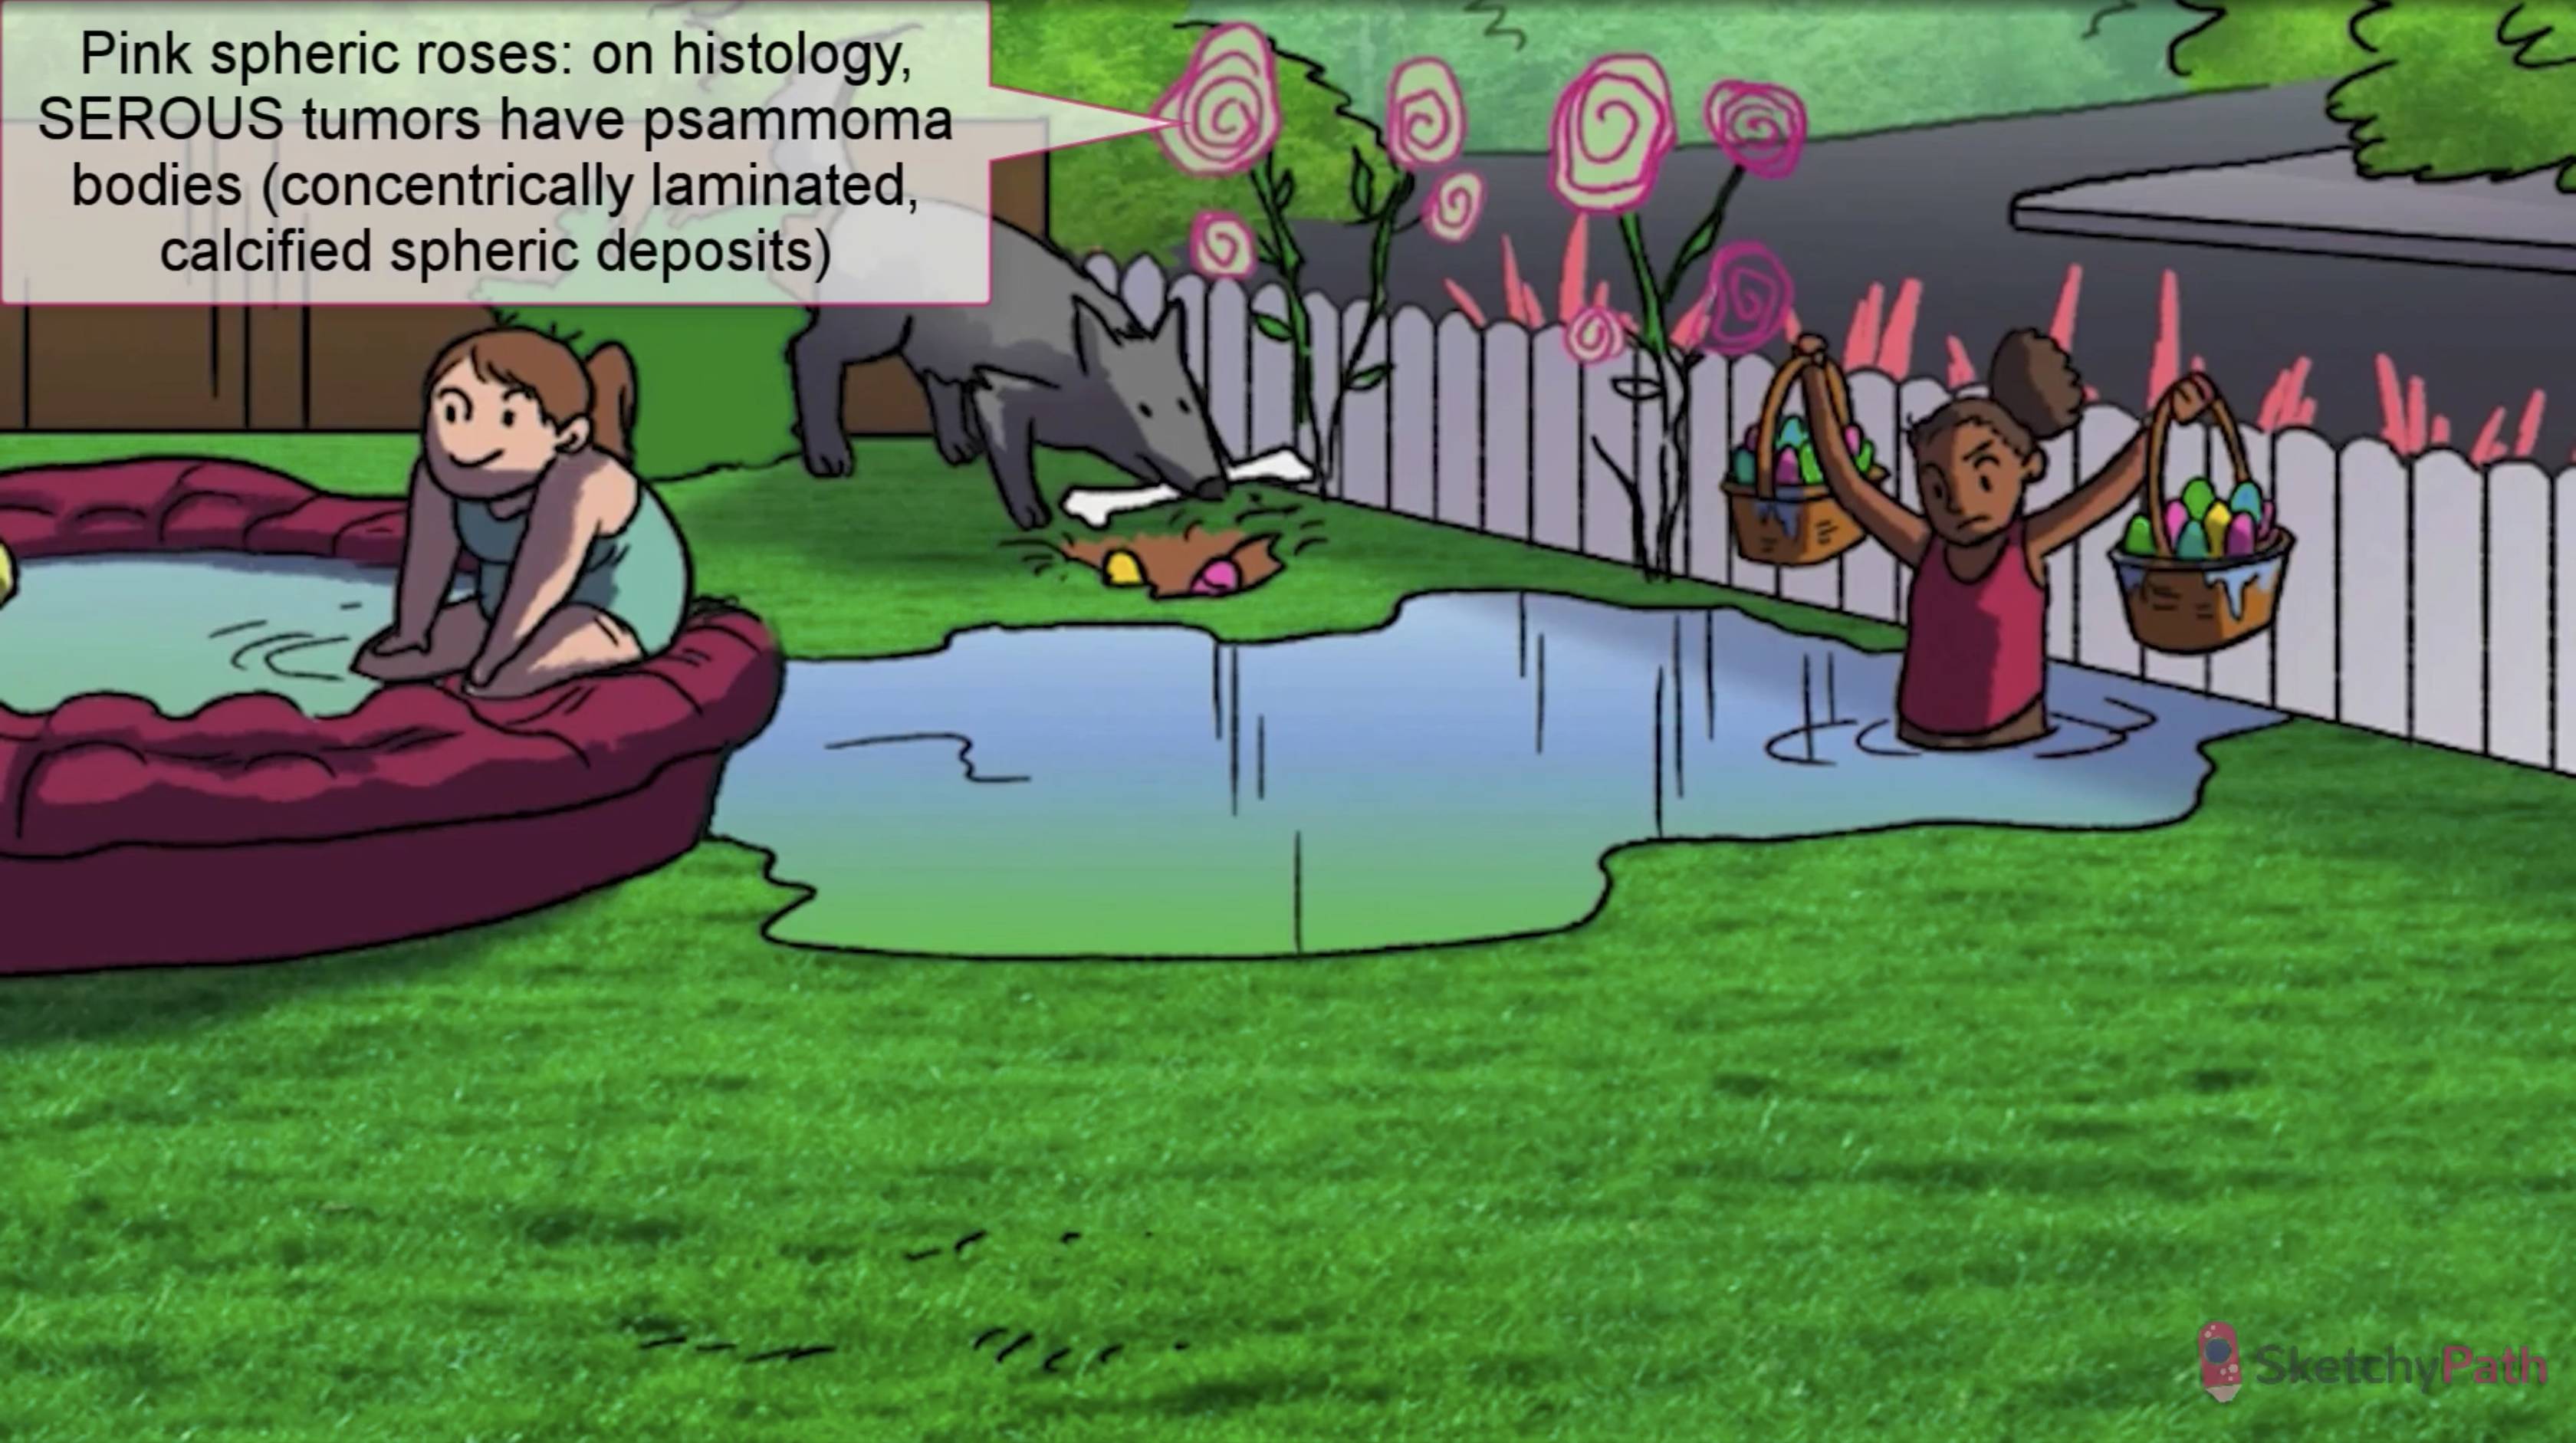 Pink spheric roses: on histology,
SEROUS tumors have psammoma
bodies (concentrically laminated,
calcified spheric deposits)
SketchyPath